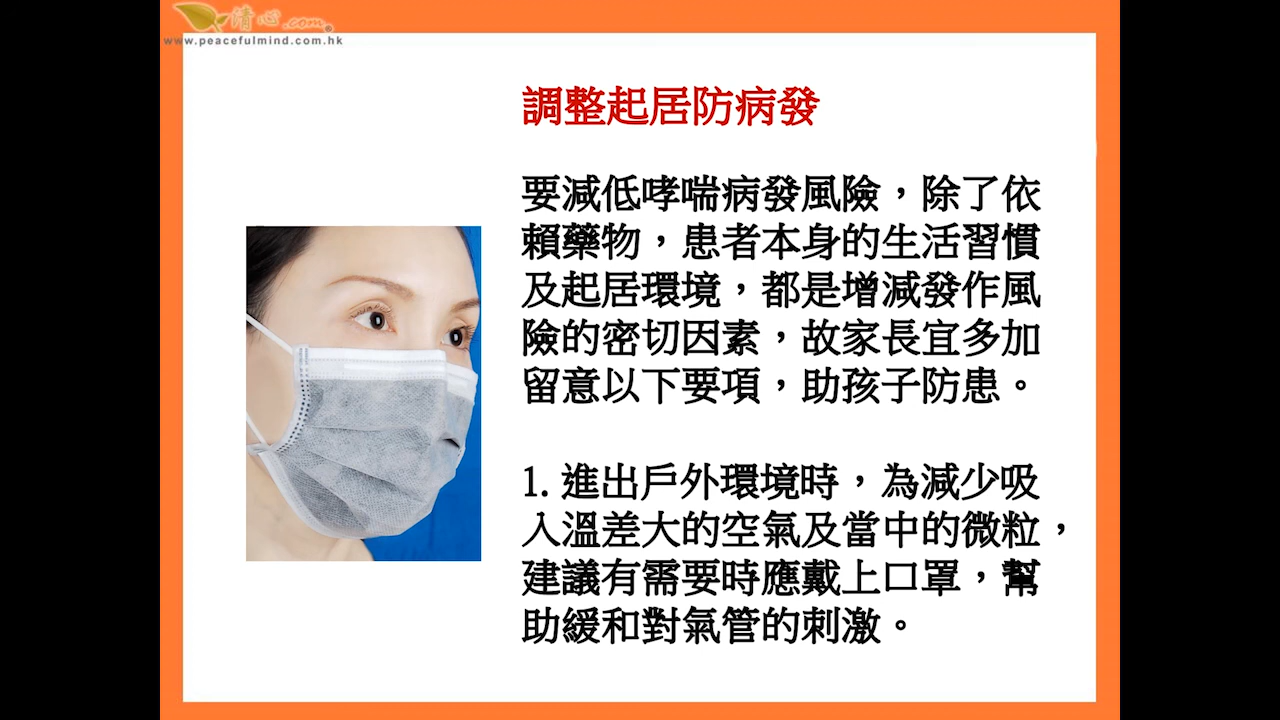 清心.com
www.peacefulmind.com.hk
調整起居防病發
要減低哮喘病發風險，除了依
賴藥物，患者本身的生活習慣
及起居環境，都是增減發作風
險的密切因素，故家長宜多加
留意以下要項，助孩子防患。
1. 進出戶外環境時，為減少吸
入溫差大的空氣及當中的微粒，
建議有需要時應戴上口罩，幫
助緩和對氣管的刺激。